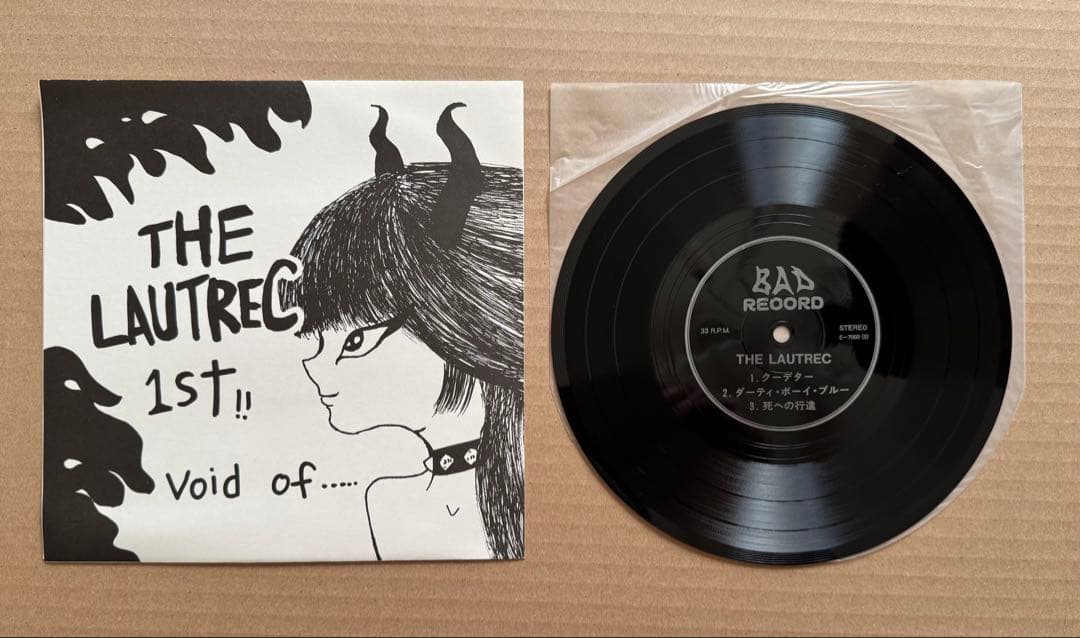 THE
LAUTREC
1ST!!
Void of.....
BAD
REOORD
33 R.P.M.
STEREO
THE LAUTREC
1. クーデター
2. ダーティ・ボーイ・ブルー
3. 死への行進